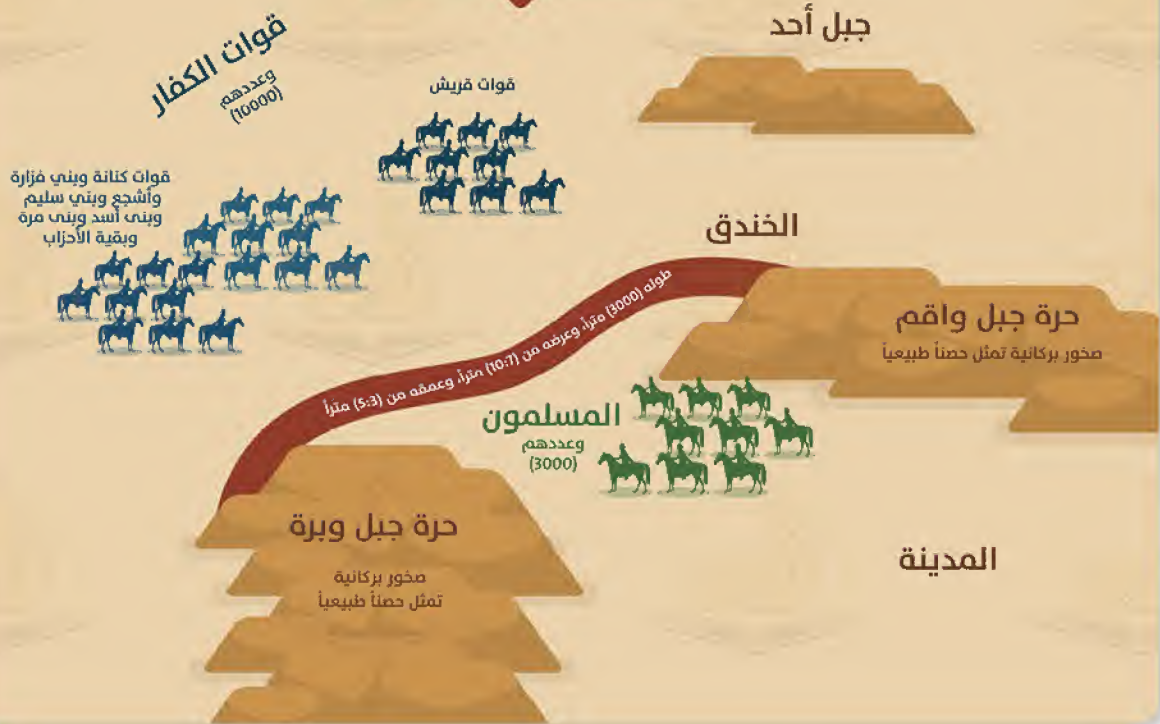 جبل أحد
قوات الكفار
وعددهم
(10000)
قوات قريش
قوات كنانة وبني فزارة
وأشجع وبني سليم
وبنى أسد وبنى مرة
وبقية الأحزاب
الخندق
طوله (3000) متراً، وعرضه من (10:7) متراً، وعمقه من (5:3) متراً
حرة جبل واقم
صخور بركانية تمثل حصناً طبيعياً
المسلمون
وعددهم
(3000)
حرة جبل وبرة
صخور بركانية
تمثل حصناً طبيعياً
المدينة